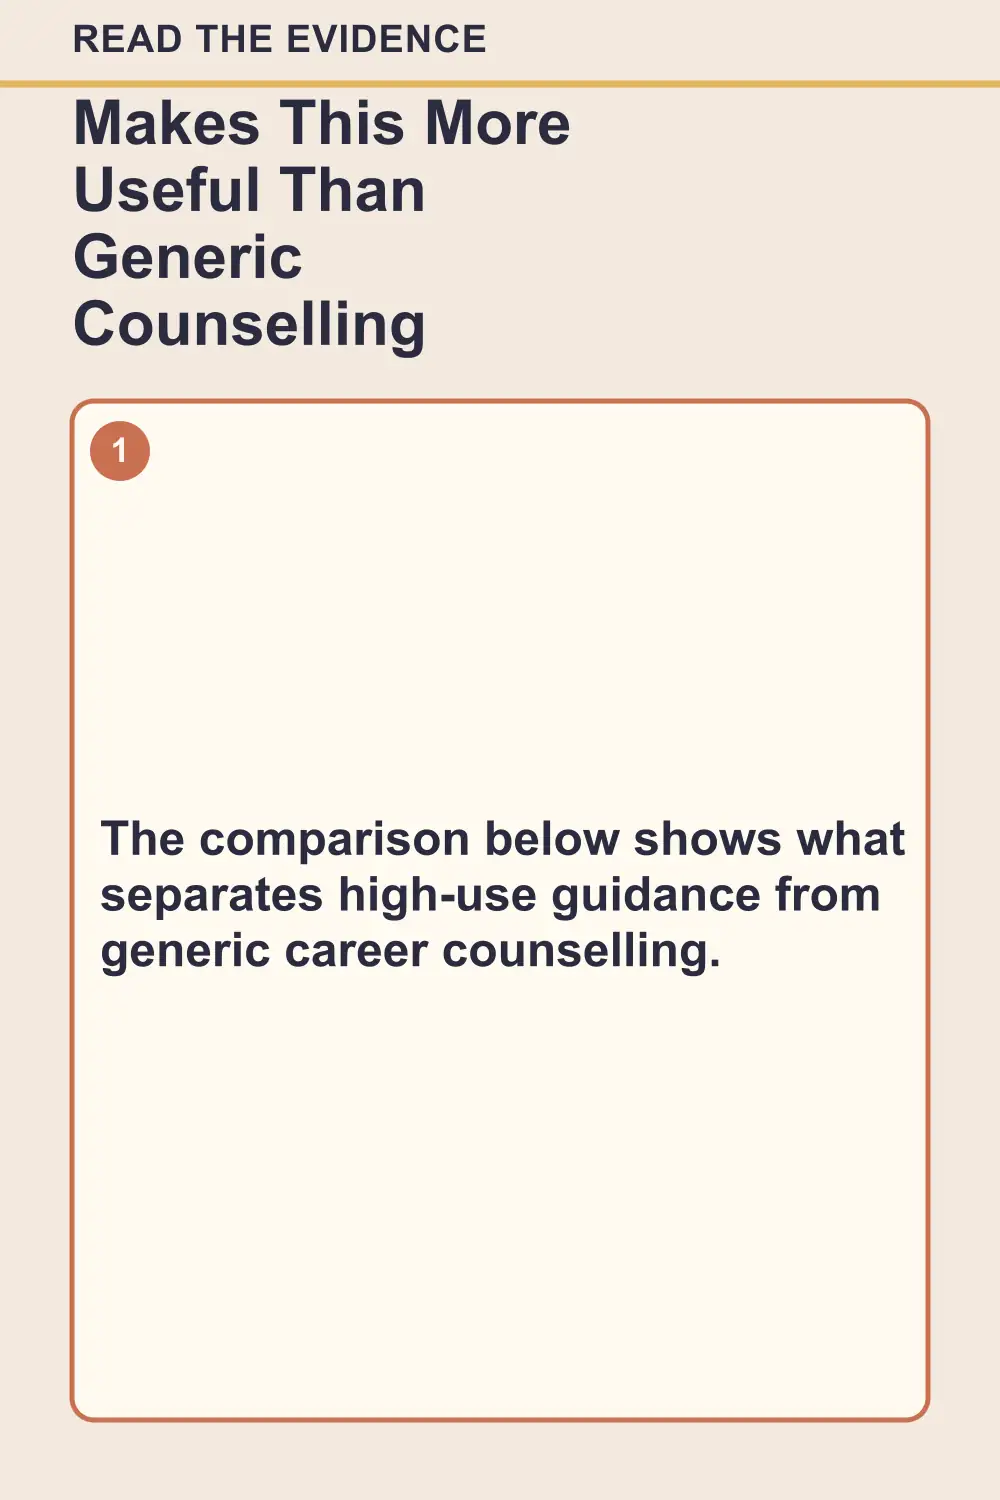 READ THE EVIDENCE
Makes This More
Useful Than
Generic
Counselling
1
The comparison below shows what
separates high-use guidance from
generic career counselling.